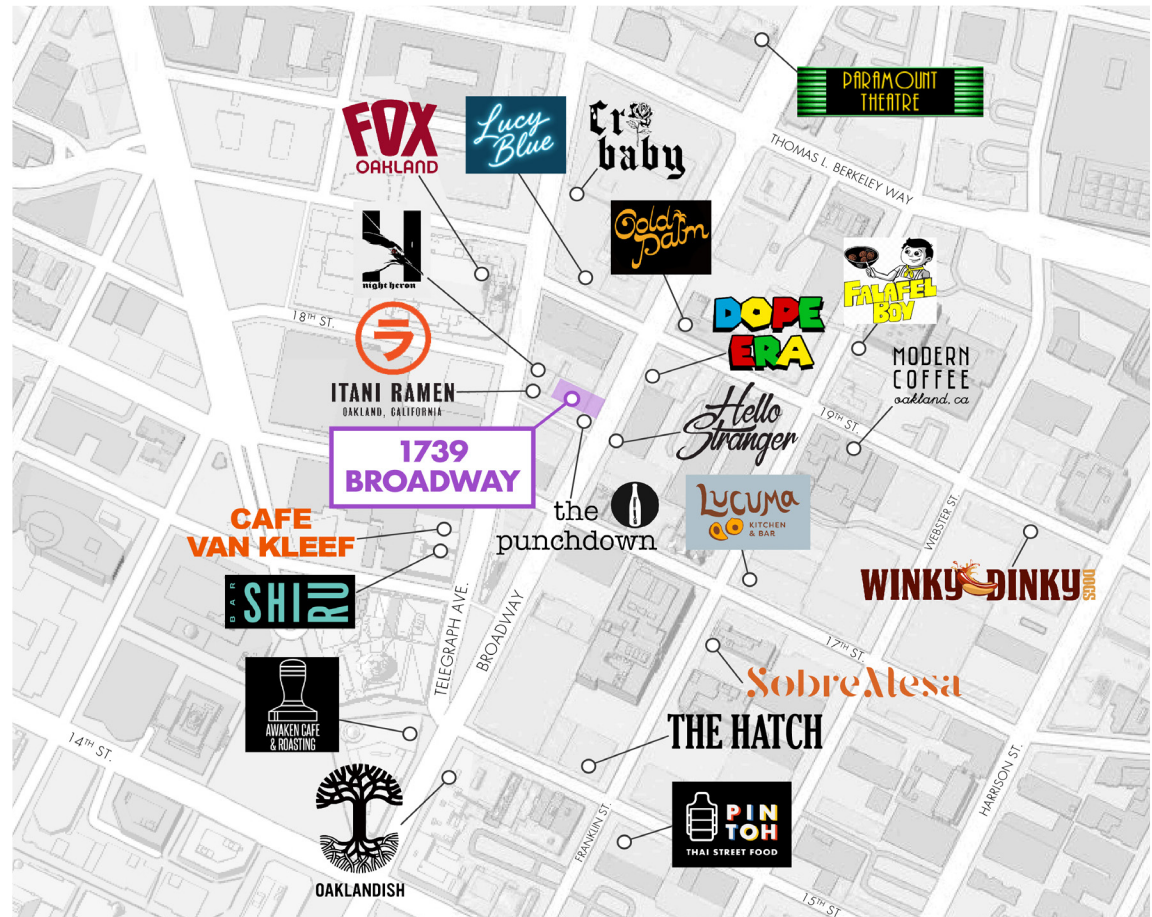 PARAMOUNT
THEATRE
THOMAS L. BERKELEY WAY
FOX
OAKLAND
Lucy
Blue
Cry
baby
Gold
Palm
night heron
FALAFEL
BOY
18TH ST.
DOPE
ERA
ラ
ITANI RAMEN
OAKLAND, CALIFORNIA
MODERN
COFFEE
oakland, ca
Hello
Stranger
19TH ST.
1739
BROADWAY
the
punchdown
LUCUMA
KITCHEN
& BAR
CAFE
VAN KLEEF
WEBSTER ST.
BAR
SHIRU
WINKY DINKY
DOGS
TELEGRAPH AVE.
BROADWAY
17TH ST.
SobreMesa
AWAKEN CAFE
& ROASTING
THE HATCH
14TH ST.
HARRISON ST.
FRANKLIN ST.
PIN
TOH
THAI STREET FOOD
OAKLANDISH
15TH ST.